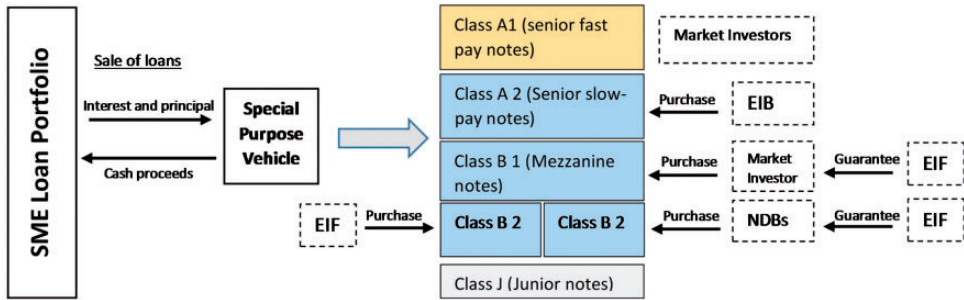 SME Loan Portfolio
Sale of loans
Interest and principal
Cash proceeds
Special
Purpose
Vehicle
Class A1 (senior fast
pay notes)
Market Investors
Class A 2 (Senior slow-
pay notes)
Purchase
EIB
Class B 1 (Mezzanine
notes)
Purchase
Market
Investor
Guarantee
EIF
EIF
Purchase
Class B 2
Class B 2
Purchase
NDBs
Guarantee
EIF
Class J (Junior notes)